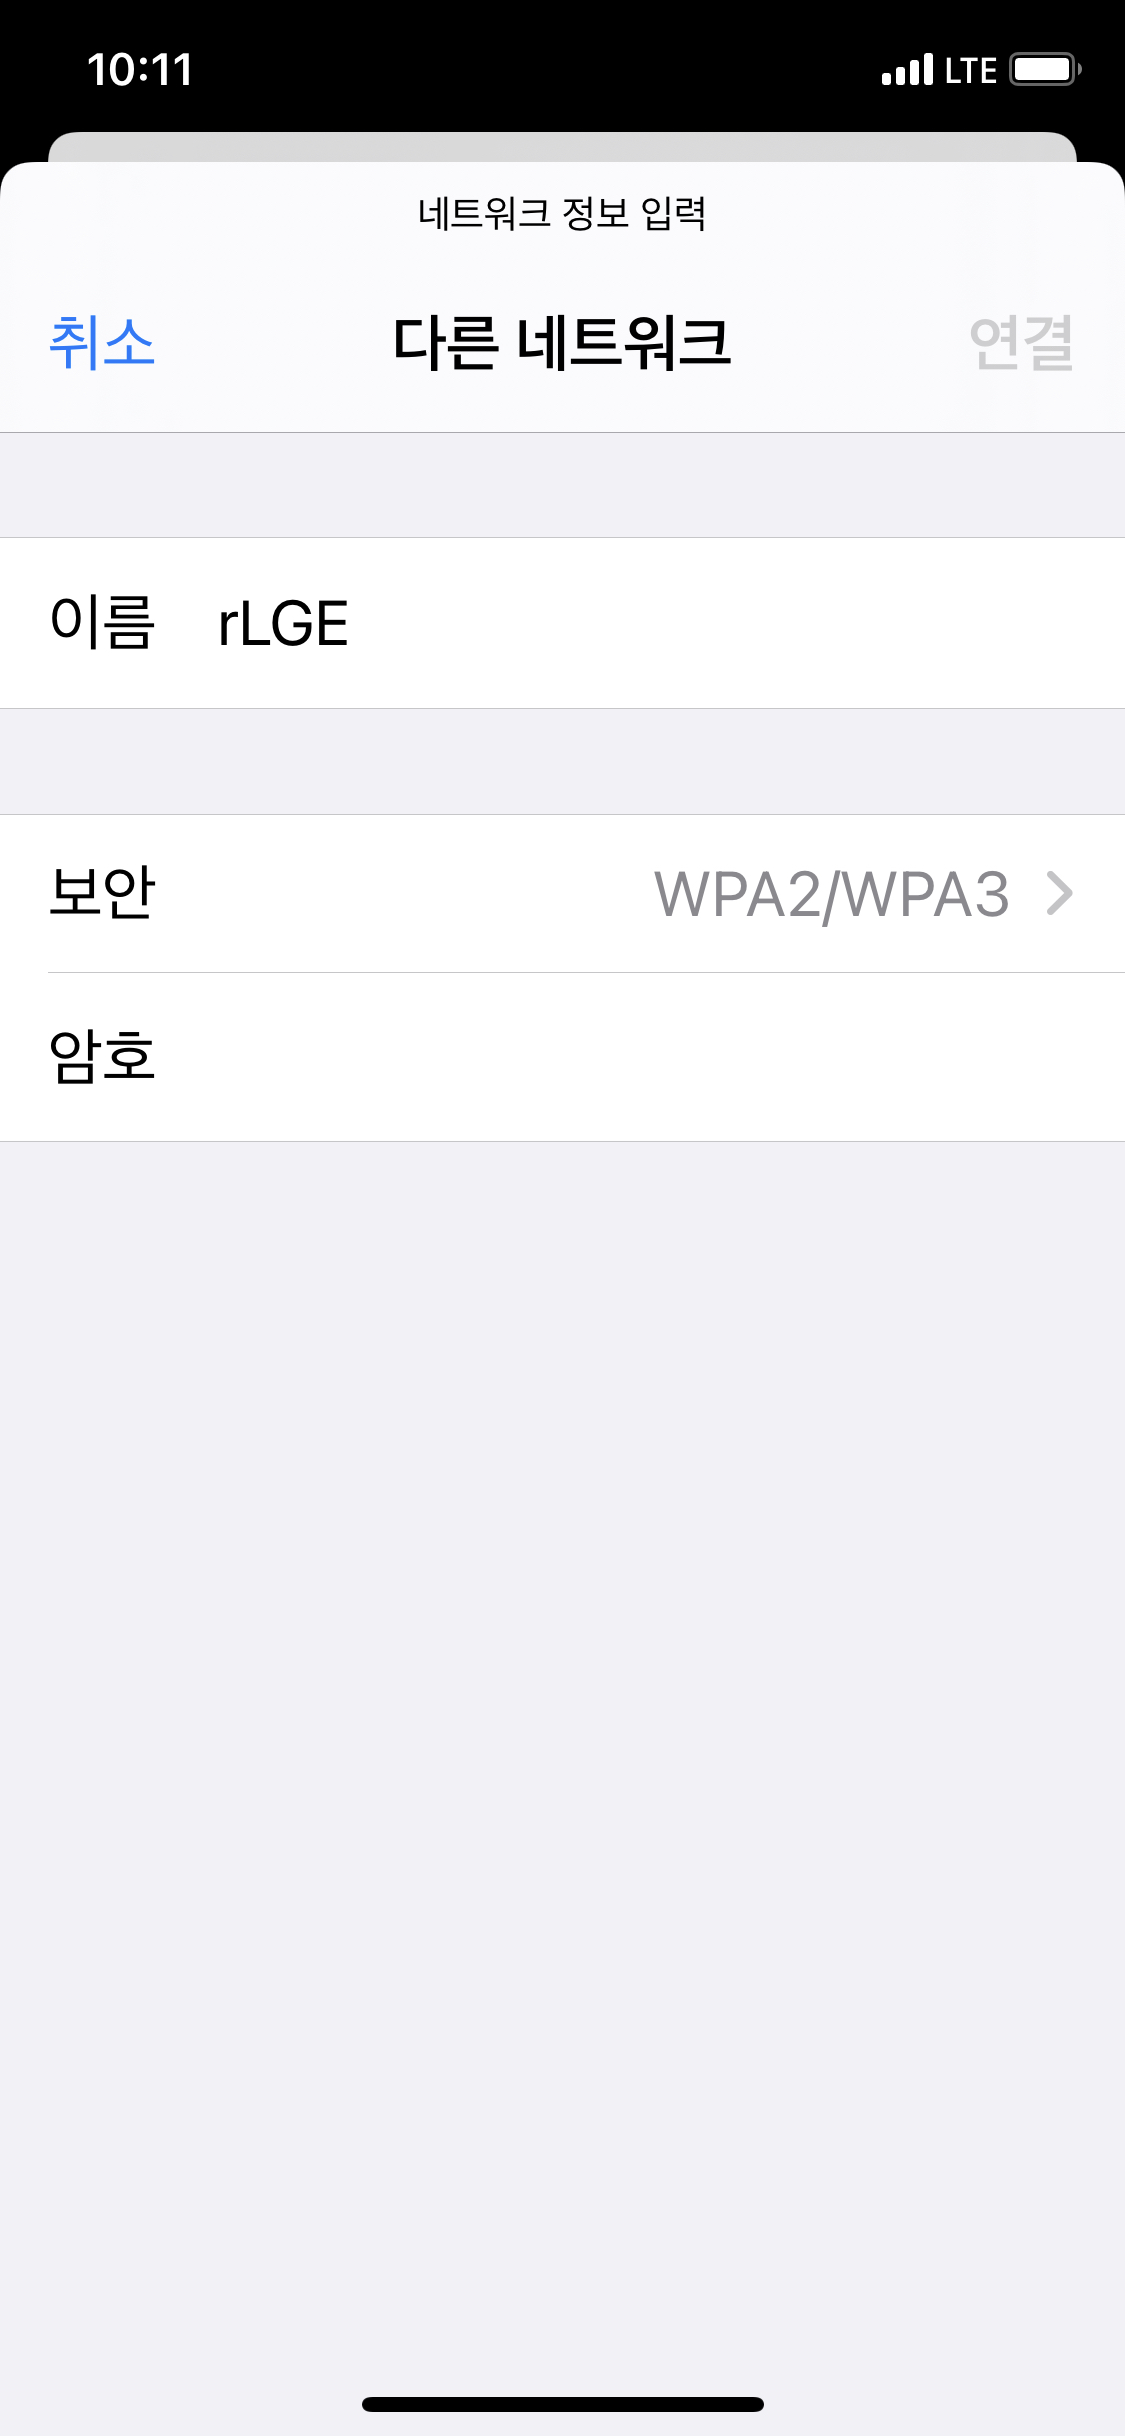 10:11 LTE
네트워크 정보 입력
취소 다른 네트워크 연결
이름 rLGE
보안 WPA2/WPA3
암호